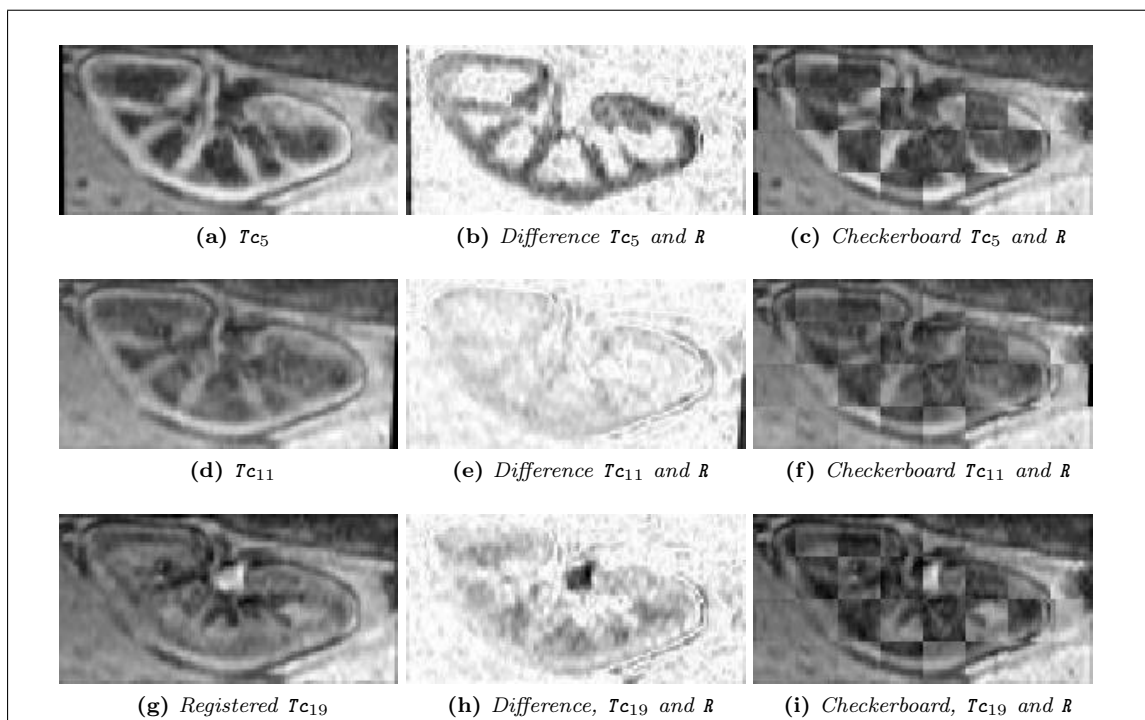 (a) Tc5 (b) Difference Tc5 and R (c) Checkerboard Tc5 and R
(d) Tc11 (e) Difference Tc11 and R (f) Checkerboard Tc11 and R
(g) Registered Tc19 (h) Difference, Tc19 and R (i) Checkerboard, Tc19 and R